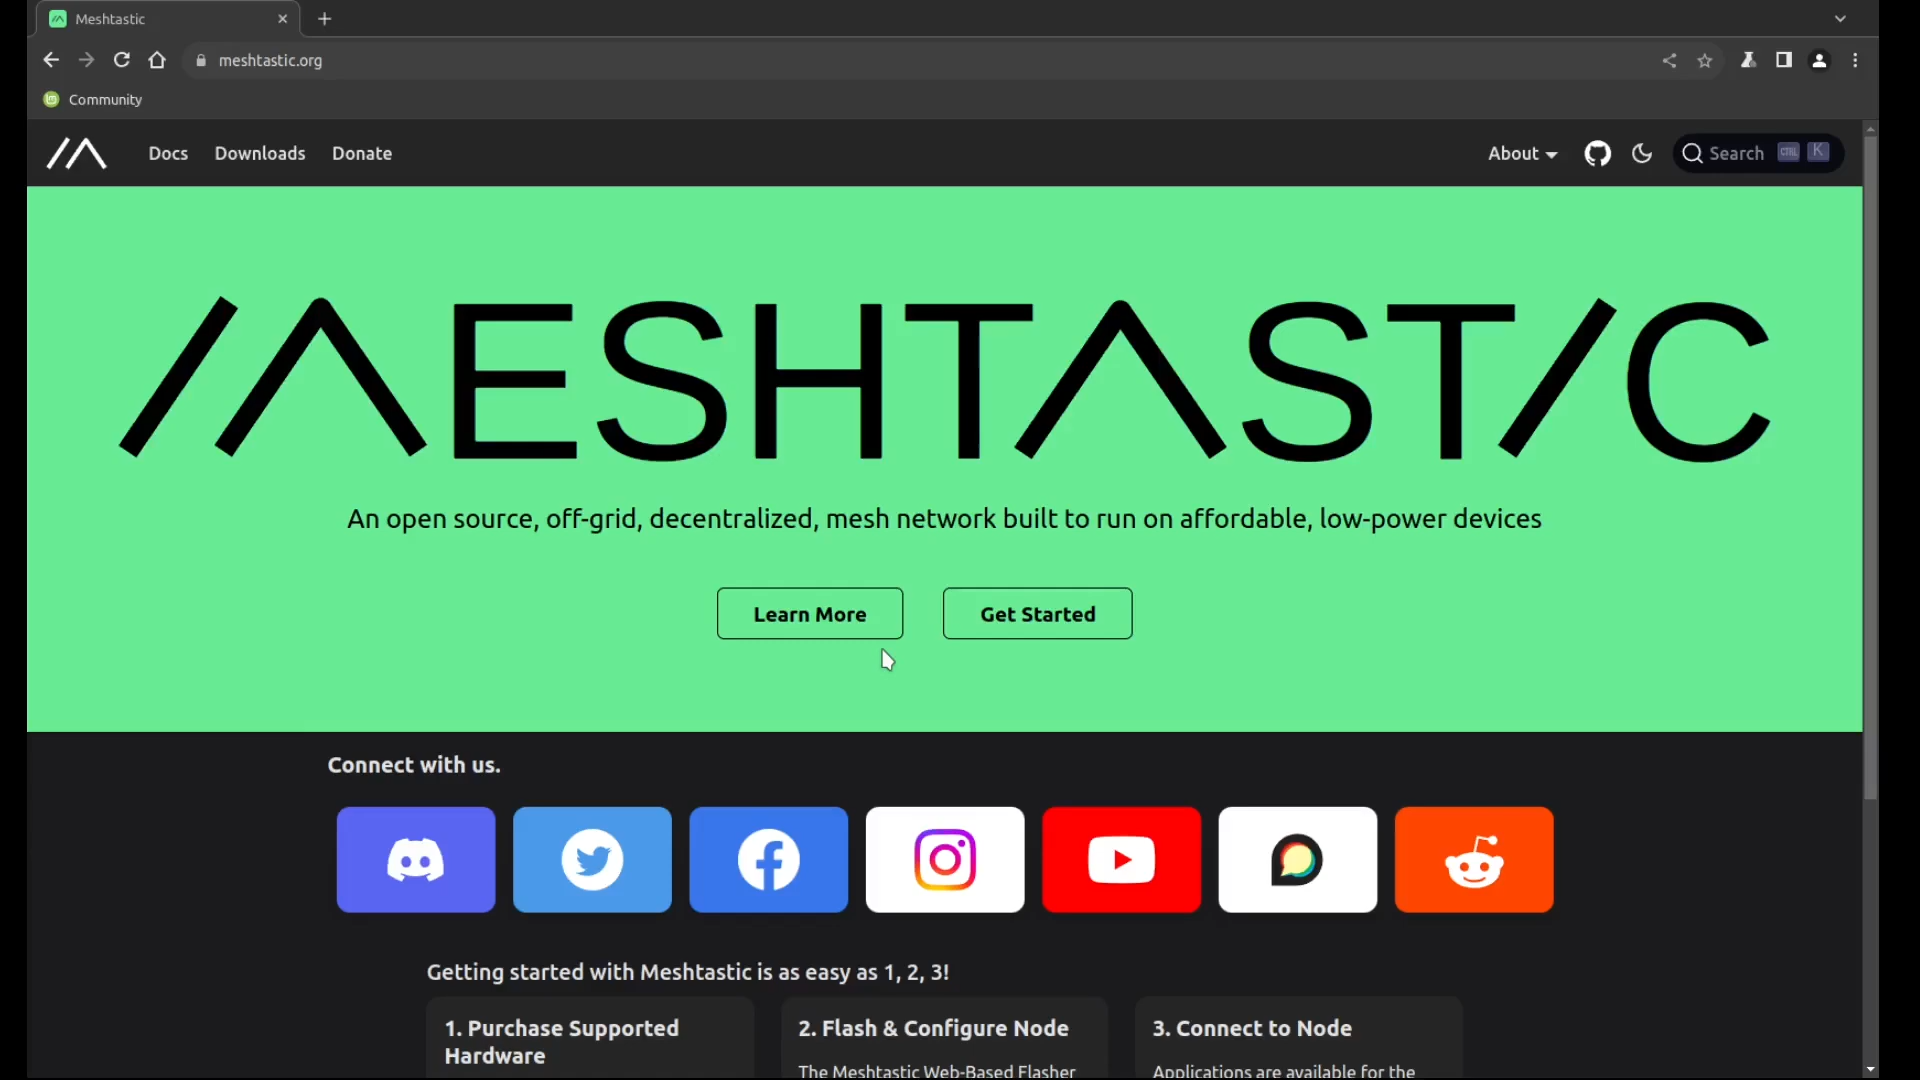 Meshtastic
meshtastic.org
Community
Docs Downloads Donate About Search CTRL K
MESHTASTIC
An open source, off-grid, decentralized, mesh network built to run on affordable, low-power devices
Learn More Get Started
Connect with us.
Getting started with Meshtastic is as easy as 1, 2, 3!
1. Purchase Supported
Hardware
2. Flash & Configure Node
The Meshtastic Web-Based Flasher
3. Connect to Node
Applications are available for the